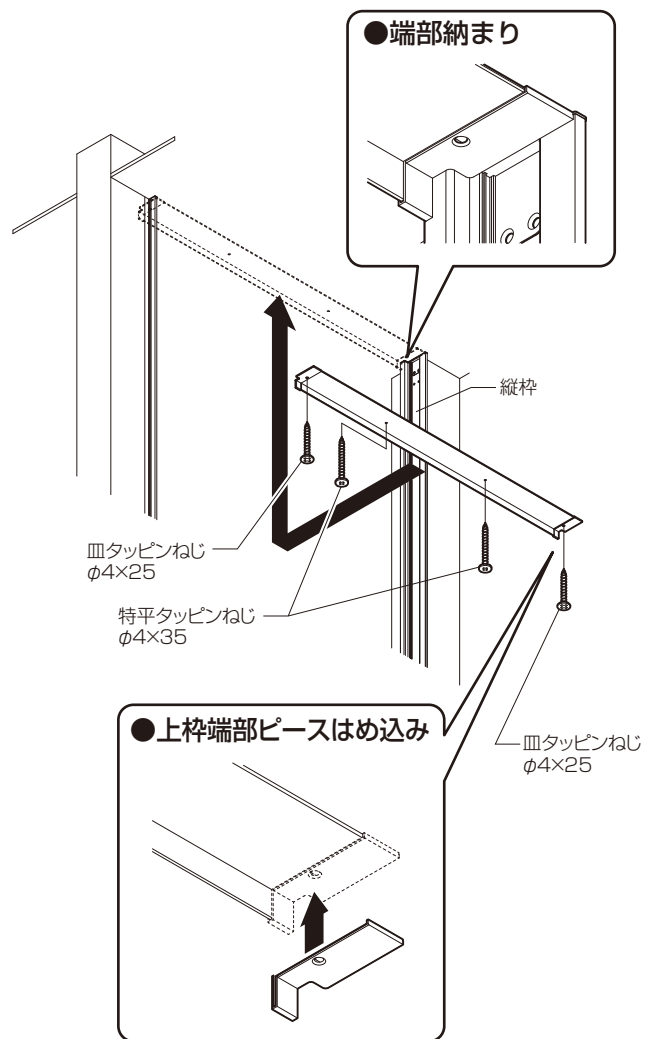 ●端部納まり
縦枠
皿タッピンねじ
φ4×25
特平タッピンねじ
φ4×35
●上枠端部ピースはめ込み
皿タッピンねじ
φ4×25